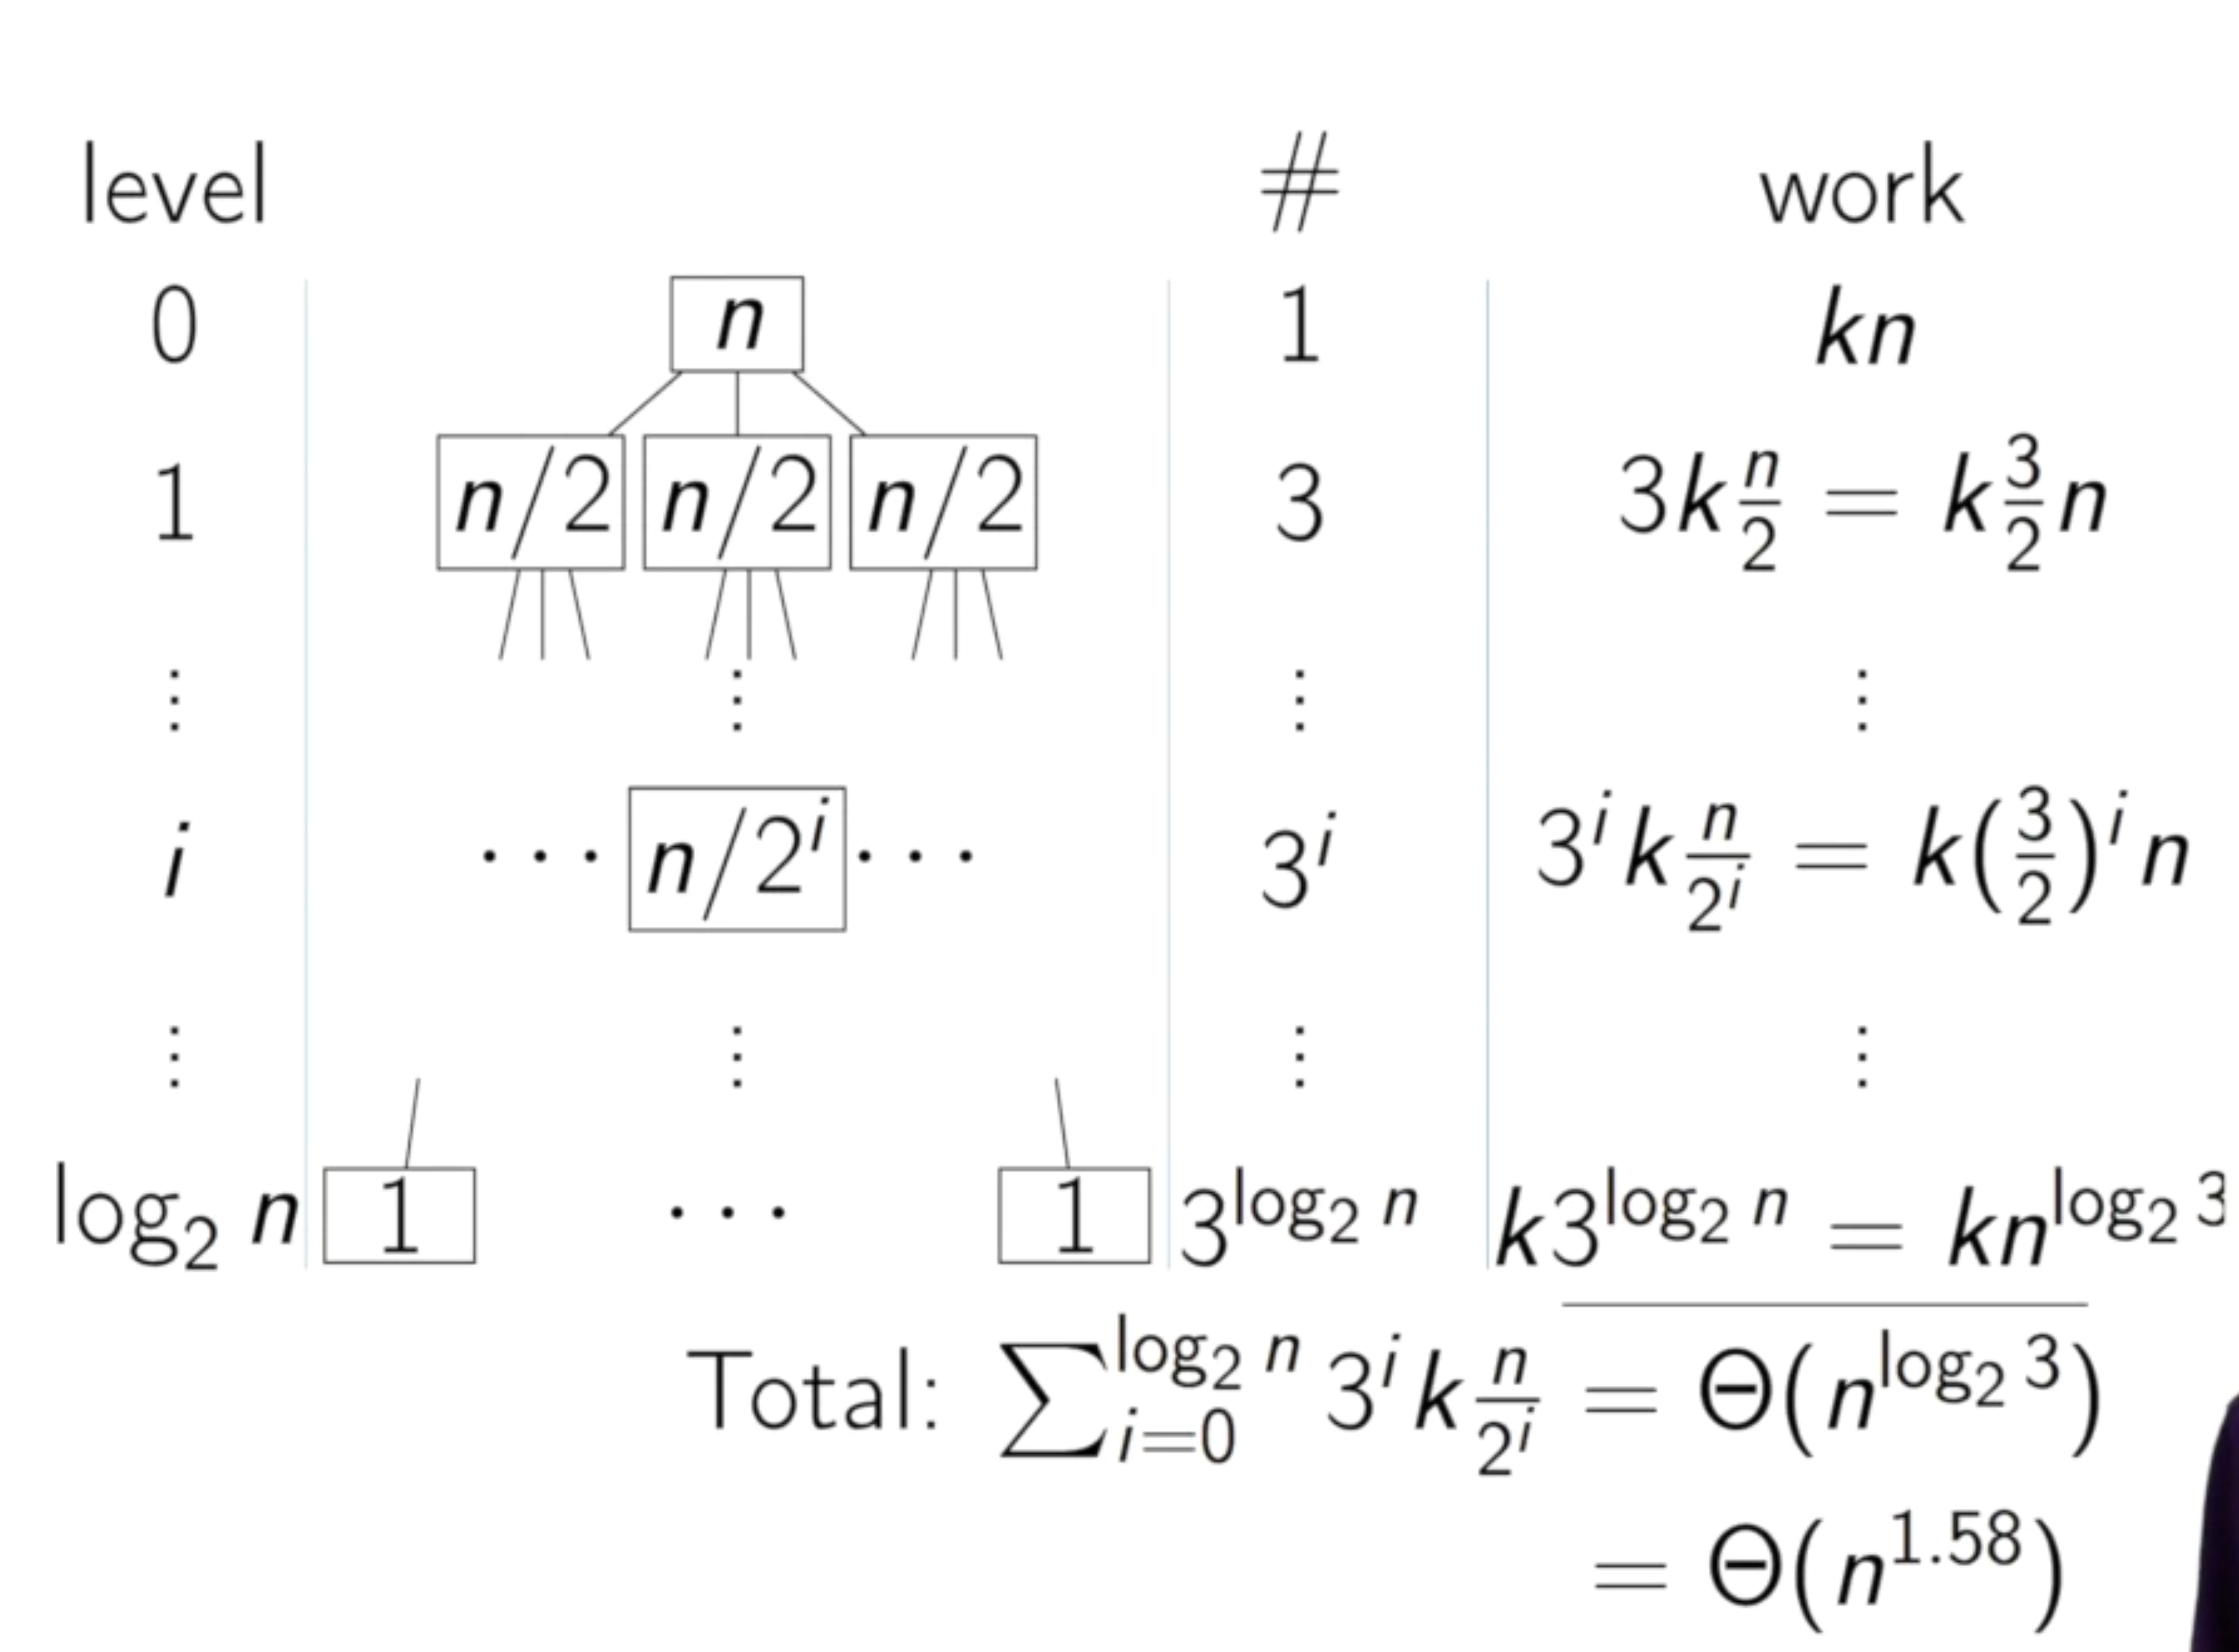 level # work
0 n 1 kn
1 n/2 n/2 n/2 3 3k n/2 = k 3/2 n
⋮ ⋮ ⋮ ⋮
i ··· n/2^i ··· 3^i 3^i k n/2^i = k(3/2)^i n
⋮ ⋮ ⋮ ⋮
log₂ n 1 ··· 1 3^(log₂ n) k3^(log₂ n) = kn^(log₂ 3)
Total: ∑_{i=0}^{log₂ n} 3^i k n/2^i = Θ(n^(log₂ 3))
= Θ(n^1.58)